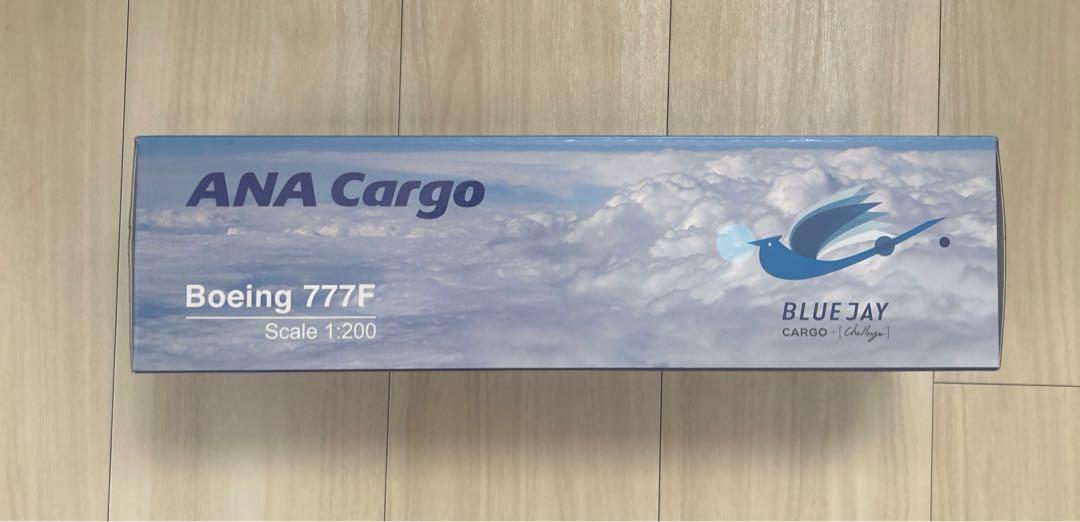 ANA Cargo
Boeing 777F
Scale 1:200
BLUE JAY
CARGO +[Challenge]